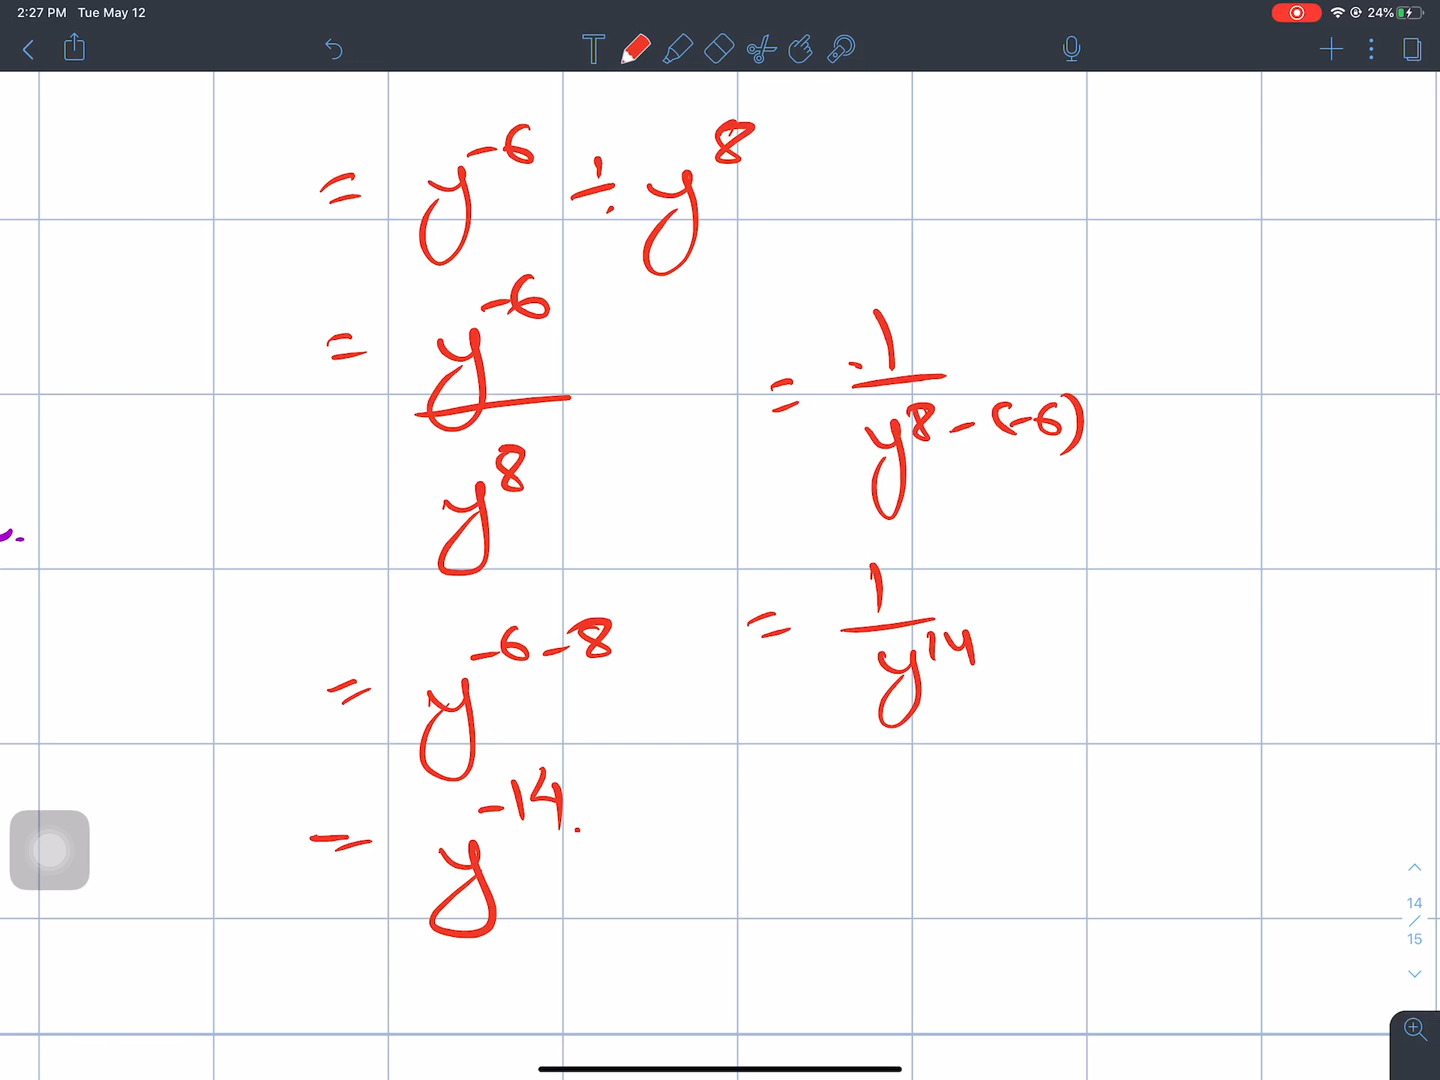 2:27 PM Tue May 12
24%
T
= y^-6 ÷ y^8
= y^-6 / y^8
= y^-6-8
= y^-14.
= 1 / y^8-(-6)
= 1 / y^14
14
/
15